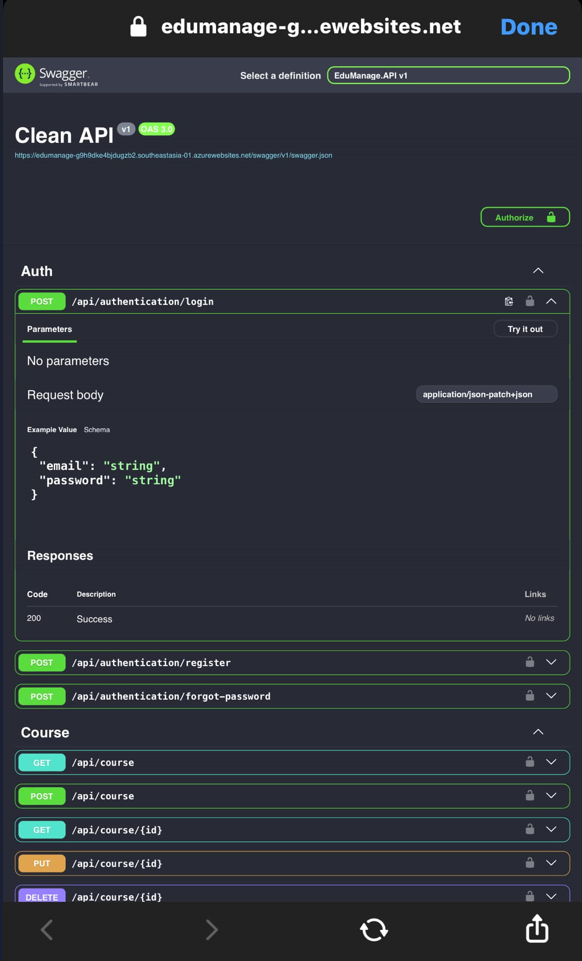 edumanage-g...ewebsites.net
Done
Swagger.
Supported by SMARTBEAR
Select a definition
EduManage.API v1
Clean API v1 OAS 3.0
https://edumanage-g9h9dke4bjdugzb2.southeastasia-01.azurewebsites.net/swagger/v1/swagger.json
Authorize
Auth
POST /api/authentication/login
Parameters
Try it out
No parameters
Request body
application/json-patch+json
Example Value Schema
{
"email": "string",
"password": "string"
}
Responses
Code Description Links
200 Success No links
POST /api/authentication/register
POST /api/authentication/forgot-password
Course
GET /api/course
POST /api/course
GET /api/course/{id}
PUT /api/course/{id}
DELETE /api/course/{id}